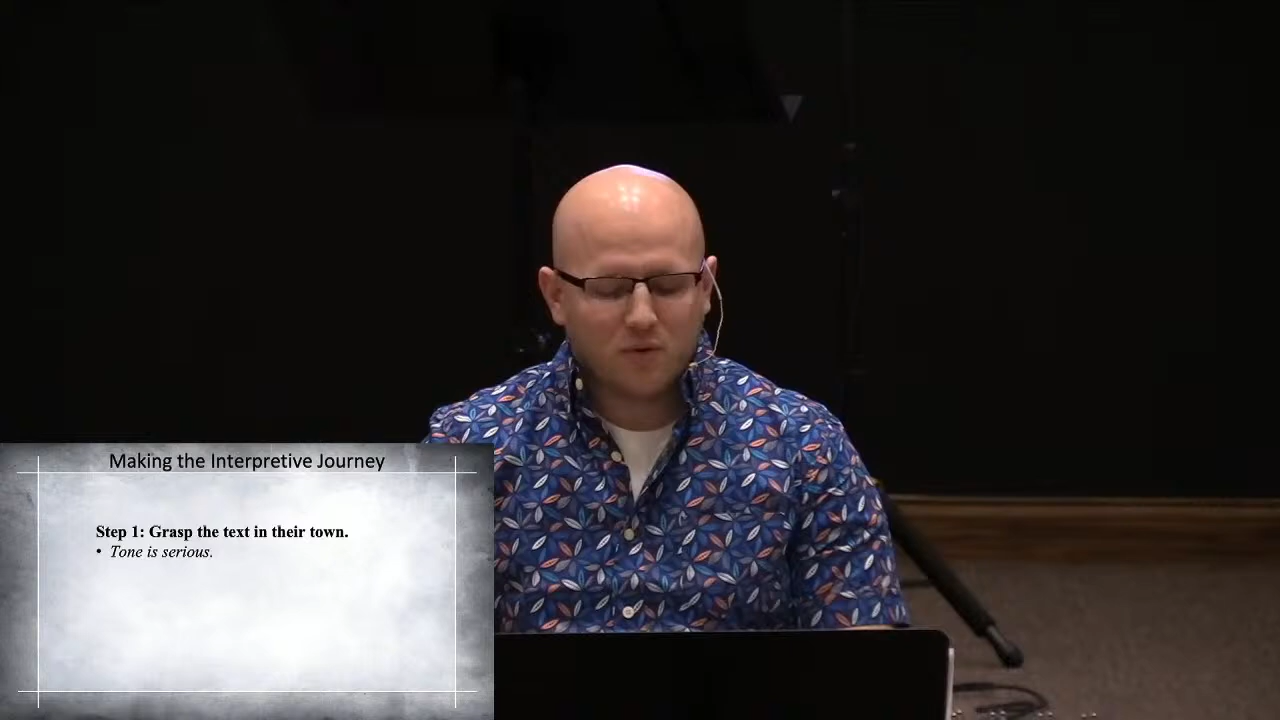 Making the Interpretive Journey
Step 1: Grasp the text in their town.
• Tone is serious.